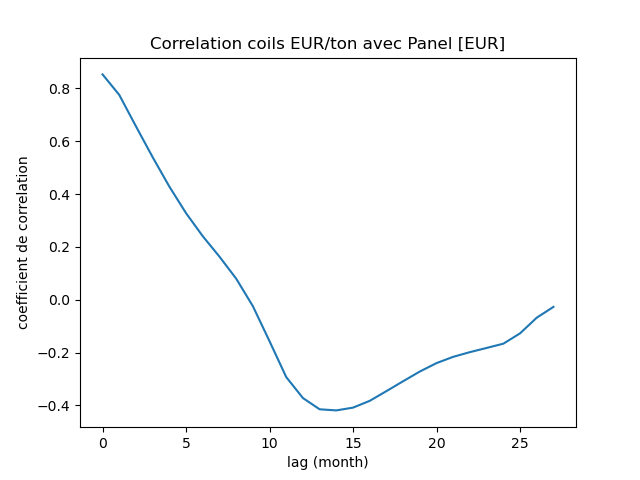 Correlation coils EUR/ton avec Panel [EUR]
coefficient de correlation
0.8
0.6
0.4
0.2
0.0
−0.2
−0.4
0 5 10 15 20 25
lag (month)